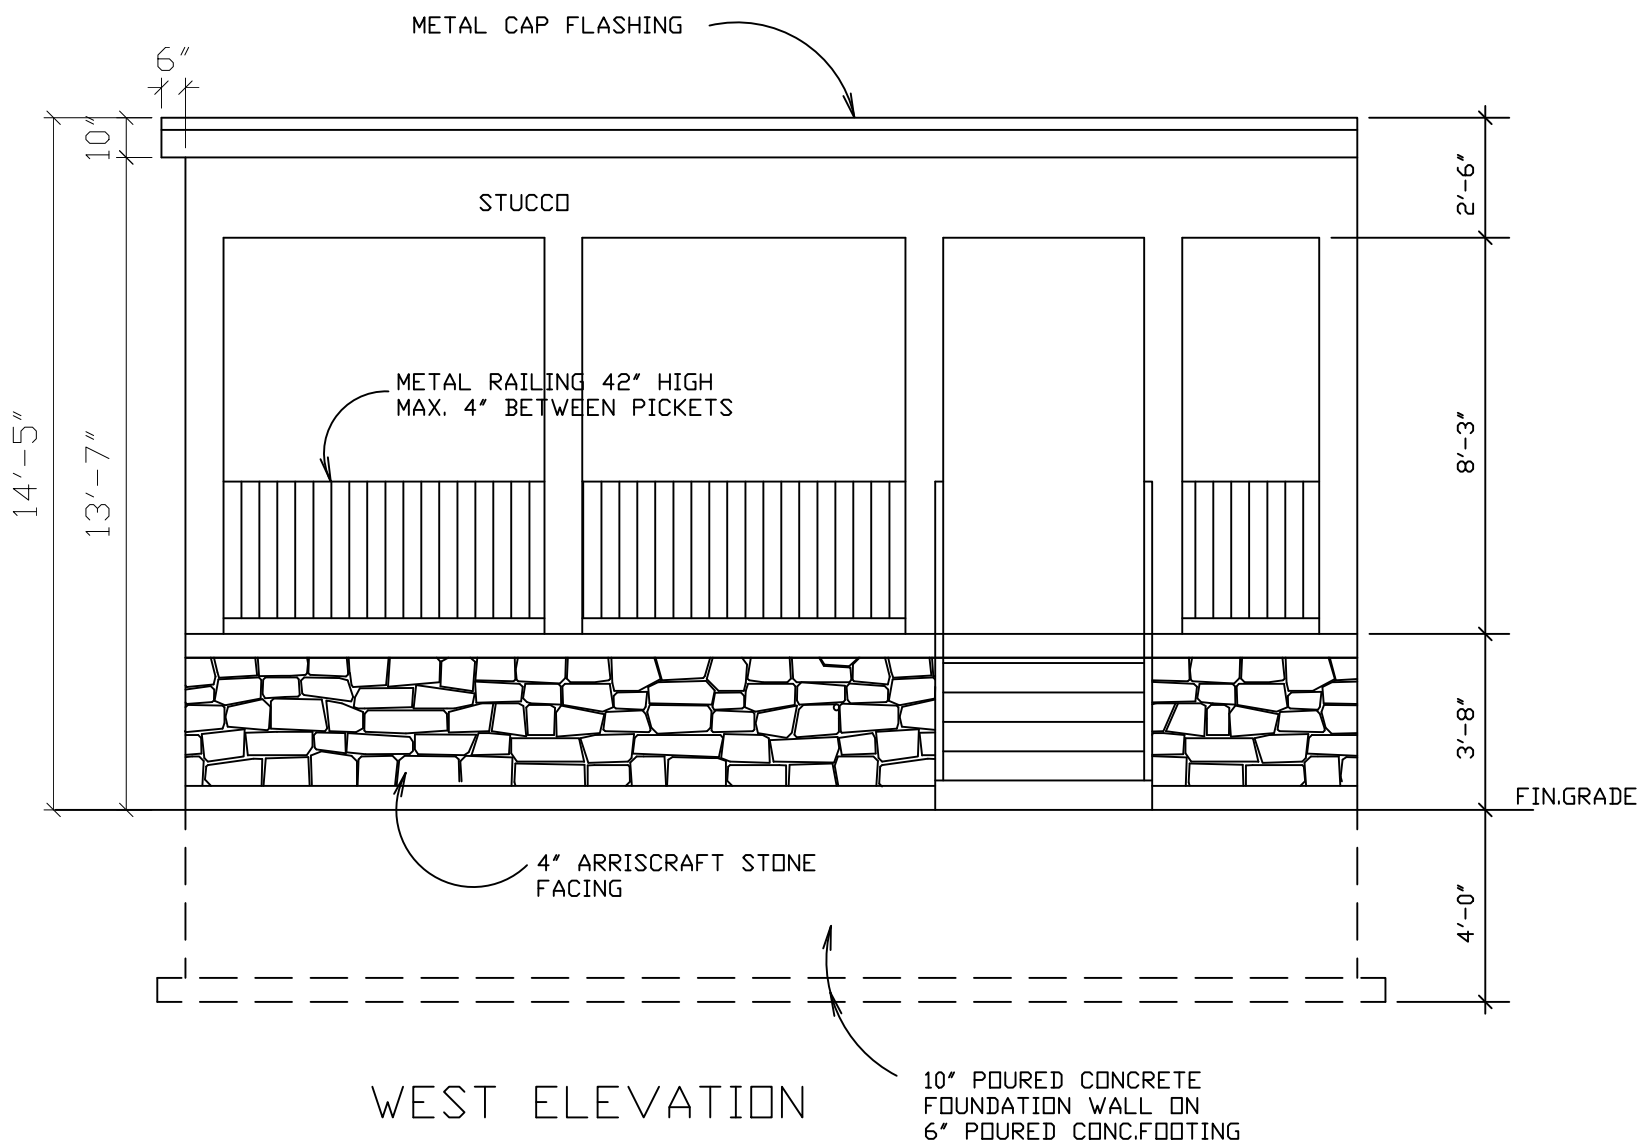 METAL CAP FLASHING
6"
10"
2'-6"
STUCCO
METAL RAILING 42" HIGH
MAX. 4" BETWEEN PICKETS
14'-5"
13'-7"
8'-3"
3'-8"
FIN.GRADE
4" ARRISCRAFT STONE
FACING
4'-0"
WEST ELEVATION
10" POURED CONCRETE
FOUNDATION WALL ON
6" POURED CONC.FOOTING